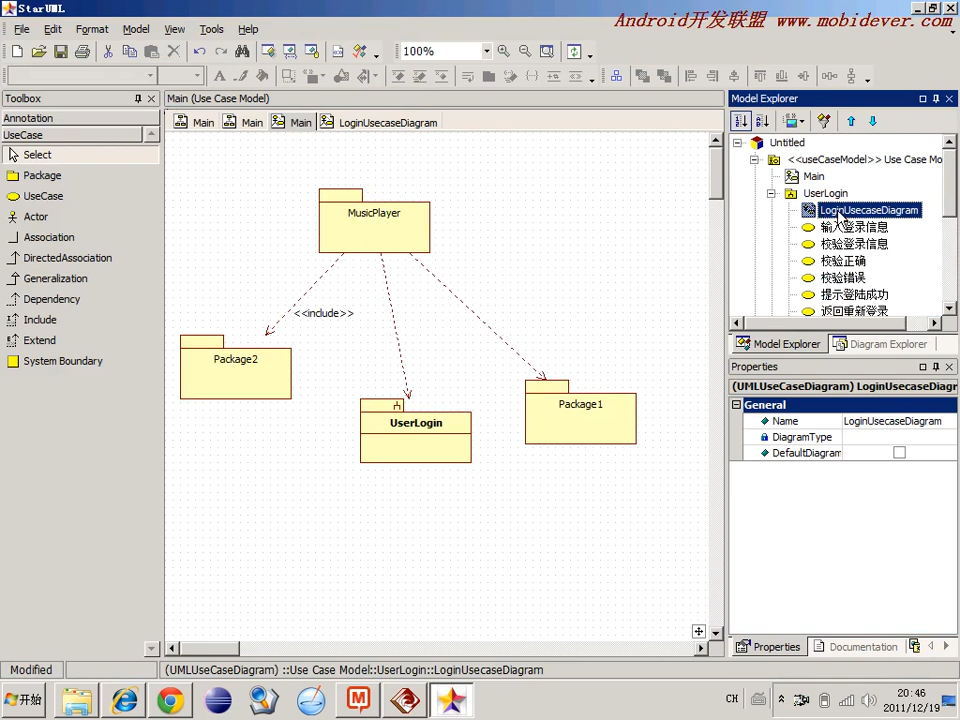 StarUML
Android开发联盟 www.mobidever.com
File Edit Format Model View Tools Help
100%
Toolbox
Annotation
UseCase
Select
Package
UseCase
Actor
Association
DirectedAssociation
Generalization
Dependency
Include
Extend
System Boundary
Main (Use Case Model)
Main Main Main LoginUsecaseDiagram
MusicPlayer
<<include>>
Package2
UserLogin
Package1
Model Explorer
Untitled
<<useCaseModel>> Use Case Mo
Main
UserLogin
LoginUsecaseDiagram
输入登录信息
校验登录信息
校验正确
校验错误
提示登陆成功
返回重新登录
Model Explorer Diagram Explorer
Properties
(UMLUseCaseDiagram) LoginUsecaseDiagr
General
Name LoginUsecaseDiagram
DiagramType
DefaultDiagram
Properties Documentation
Modified (UMLUseCaseDiagram) ::Use Case Model::UserLogin::LoginUsecaseDiagram
开始 CH 20:46
2011/12/19